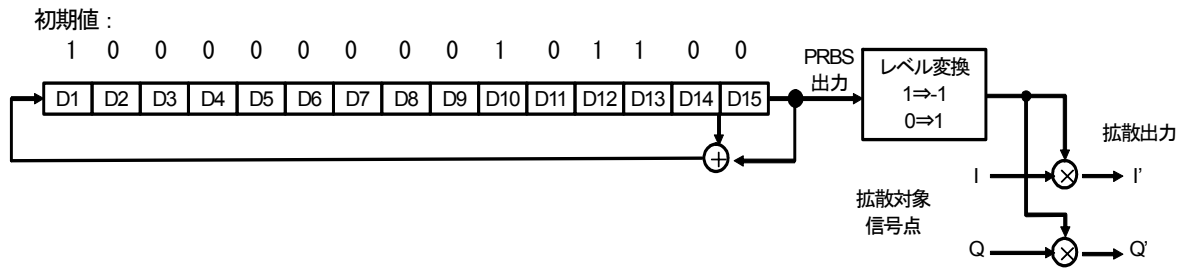 初期値：
1 0 0 0 0 0 0 0 0 1 0 1 1 0 0
D1 D2 D3 D4 D5 D6 D7 D8 D9 D10 D11 D12 D13 D14 D15
PRBS
出力
レベル変換
1⇒-1
0⇒1
+
拡散出力
I × I'
拡散対象
信号点
Q × Q'